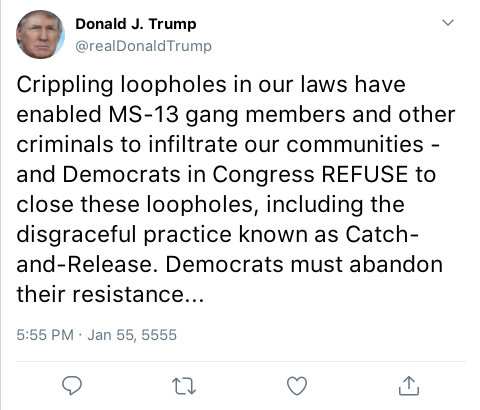 Donald J. Trump
@realDonaldTrump
Crippling loopholes in our laws have
enabled MS-13 gang members and other
criminals to infiltrate our communities -
and Democrats in Congress REFUSE to
close these loopholes, including the
disgraceful practice known as Catch-
and-Release. Democrats must abandon
their resistance...
5:55 PM · Jan 55, 5555